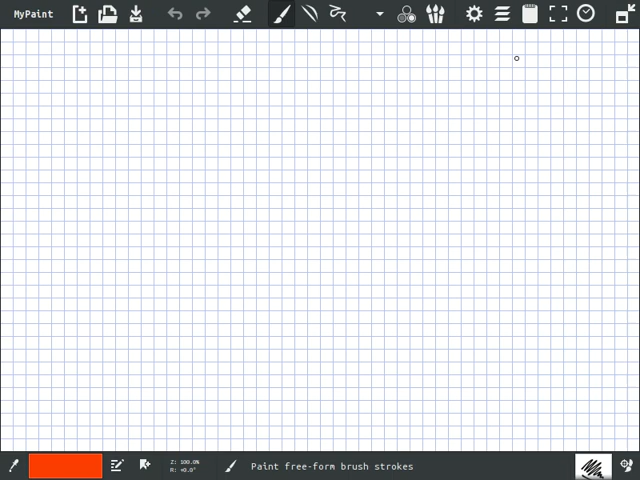 MyPaint
Z: 100.0%
R: +0.0°
Paint free-form brush strokes